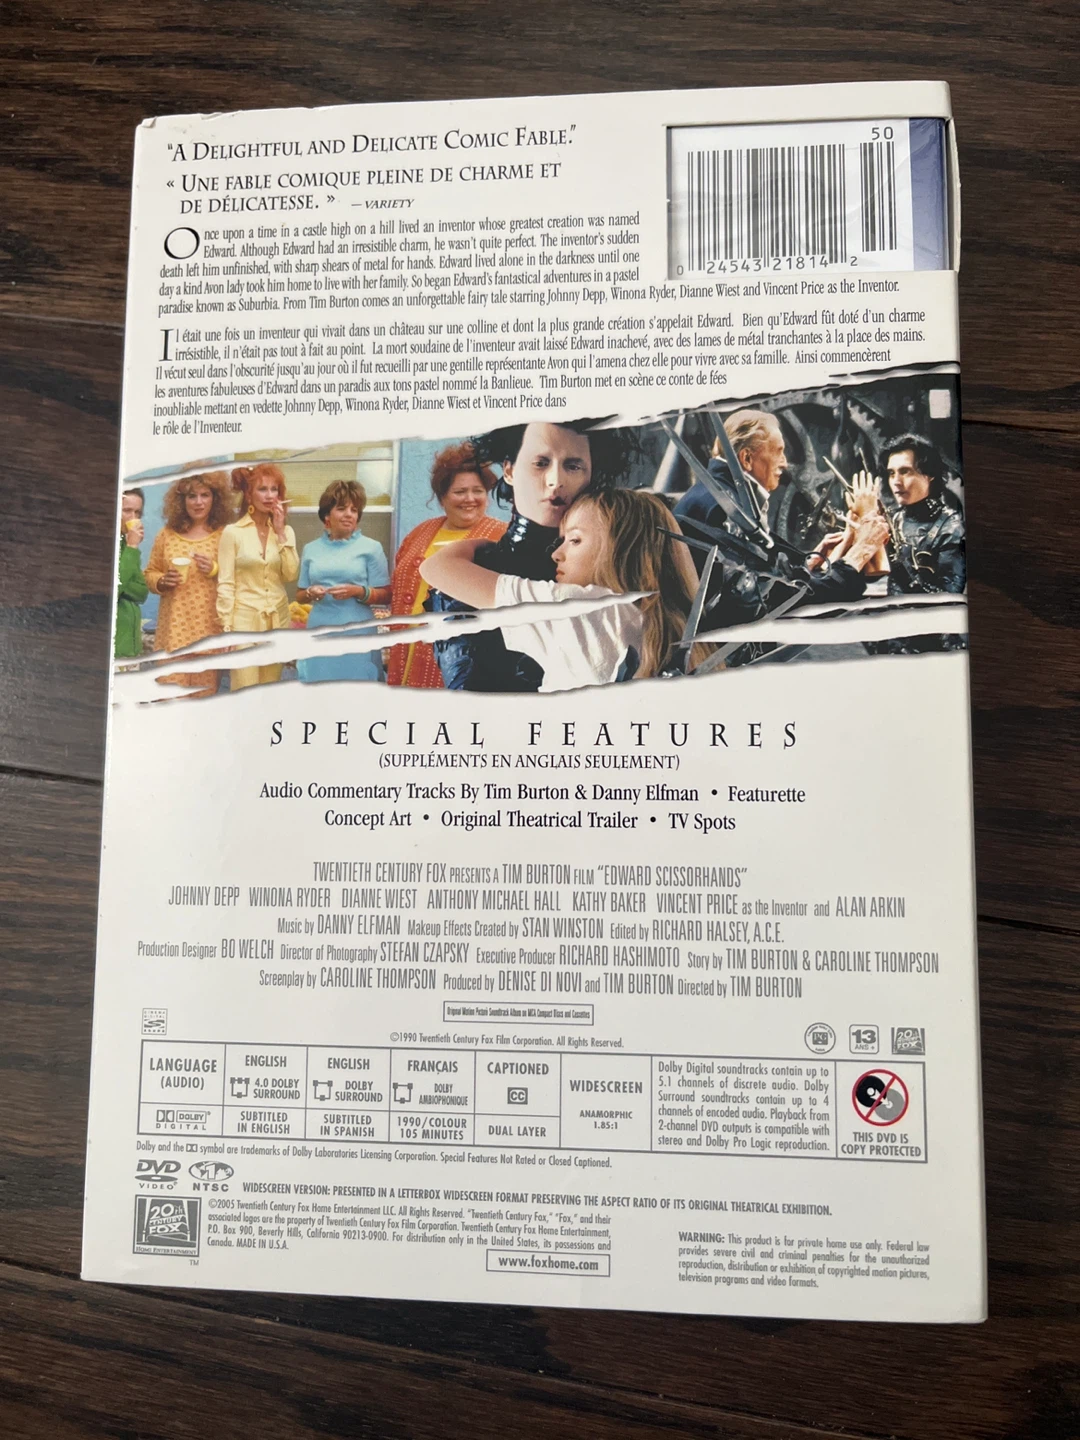 "A DELIGHTFUL AND DELICATE COMIC FABLE."
« UNE FABLE COMIQUE PLEINE DE CHARME ET
DE DÉLICATESSE. » – VARIETY
50
0 24543 21814 2
Once upon a time in a castle high on a hill lived an inventor whose greatest creation was named
Edward. Although Edward had an irresistible charm, he wasn't quite perfect. The inventor's sudden
death left him unfinished, with sharp shears of metal for hands. Edward lived alone in the darkness until one
day a kind Avon lady took him home to live with her family. So began Edward's fantastical adventures in a pastel
paradise known as Suburbia. From Tim Burton comes an unforgettable fairy tale starring Johnny Depp, Winona Ryder, Dianne Wiest and Vincent Price as the Inventor.
Il était une fois un inventeur qui vivait dans un château sur une colline et dont la plus grande création s'appelait Edward. Bien qu'Edward fût doté d'un charme
irrésistible, il n'était pas tout à fait au point. La mort soudaine de l'inventeur avait laissé Edward inachevé, avec des lames de métal tranchantes à la place des mains.
Il vécut seul dans l'obscurité jusqu'au jour où il fut recueilli par une gentille représentante Avon qui l'amena chez elle pour vivre avec sa famille. Ainsi commencèrent
les aventures fabuleuses d'Edward dans un paradis aux tons pastel nommé la Banlieue. Tim Burton met en scène ce conte de fées
inoubliable mettant en vedette Johnny Depp, Winona Ryder, Dianne Wiest et Vincent Price dans
le rôle de l'Inventeur.
SPECIAL FEATURES
(SUPPLÉMENTS EN ANGLAIS SEULEMENT)
Audio Commentary Tracks By Tim Burton & Danny Elfman • Featurette
Concept Art • Original Theatrical Trailer • TV Spots
TWENTIETH CENTURY FOX PRESENTS A TIM BURTON FILM "EDWARD SCISSORHANDS"
JOHNNY DEPP WINONA RYDER DIANNE WIEST ANTHONY MICHAEL HALL KATHY BAKER VINCENT PRICE as the Inventor and ALAN ARKIN
Music by DANNY ELFMAN Makeup Effects Created by STAN WINSTON Edited by RICHARD HALSEY, A.C.E.
Production Designer BO WELCH Director of Photography STEFAN CZAPSKY Executive Producer RICHARD HASHIMOTO Story by TIM BURTON & CAROLINE THOMPSON
Screenplay by CAROLINE THOMPSON Produced by DENISE DI NOVI and TIM BURTON Directed by TIM BURTON
Original Motion Picture Soundtrack Album on MCA Compact Discs and Cassettes
©1990 Twentieth Century Fox Film Corporation. All Rights Reserved.
PG
13
ANS +
20th
CENTURY
FOX
LANGUAGE
(AUDIO)
ENGLISH
4.0 DOLBY
SURROUND
ENGLISH
DOLBY
SURROUND
FRANÇAIS
DOLBY
AMBIOPHONIQUE
CAPTIONED
CC
WIDESCREEN
ANAMORPHIC
1.85:1
DOLBY
DIGITAL
SUBTITLED
IN ENGLISH
SUBTITLED
IN SPANISH
1990/COLOUR
105 MINUTES
DUAL LAYER
Dolby Digital soundtracks contain up to
5.1 channels of discrete audio. Dolby
Surround soundtracks contain up to 4
channels of encoded audio. Playback from
2-channel DVD outputs is compatible with
stereo and Dolby Pro Logic reproduction.
THIS DVD IS
COPY PROTECTED
Dolby and the DD symbol are trademarks of Dolby Laboratories Licensing Corporation. Special Features Not Rated or Closed Captioned.
DVD
VIDEO
1
NTSC
WIDESCREEN VERSION: PRESENTED IN A LETTERBOX WIDESCREEN FORMAT PRESERVING THE ASPECT RATIO OF ITS ORIGINAL THEATRICAL EXHIBITION.
20th
CENTURY
FOX
HOME ENTERTAINMENT
TM
©2005 Twentieth Century Fox Home Entertainment LLC. All Rights Reserved. "Twentieth Century Fox," "Fox," and their
associated logos are the property of Twentieth Century Fox Film Corporation. Twentieth Century Fox Home Entertainment,
P.O. Box 900, Beverly Hills, California 90213-0900. For distribution only in the United States, its possessions and
Canada. MADE IN U.S.A.
www.foxhome.com
WARNING: This product is for private home use only. Federal law
provides severe civil and criminal penalties for the unauthorized
reproduction, distribution or exhibition of copyrighted motion pictures,
television programs and video formats.